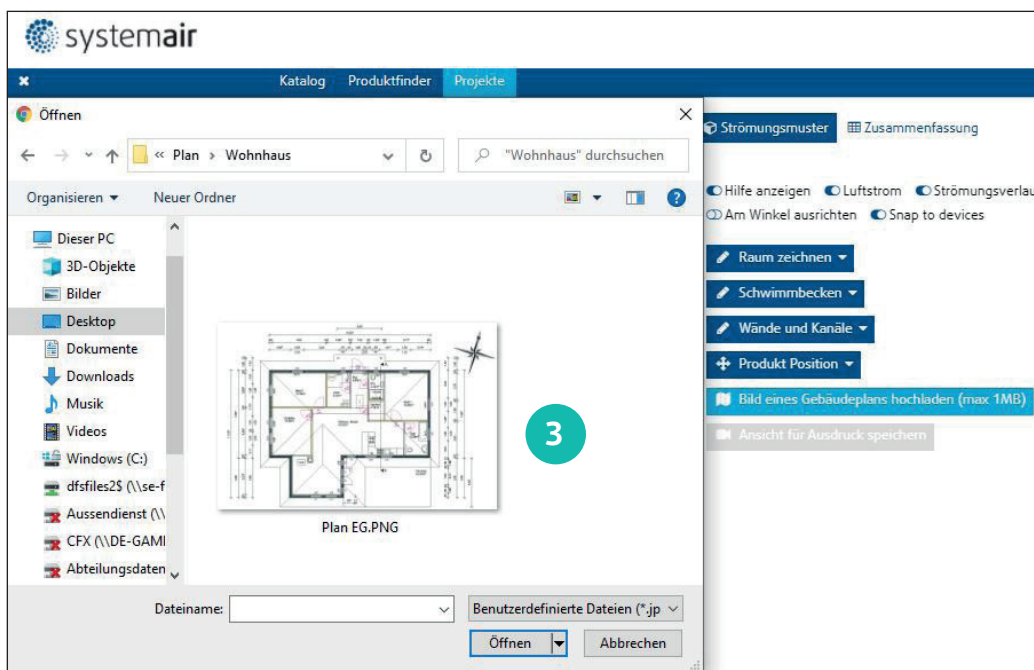 systemair
Katalog Produktfinder Projekte
Öffnen
« Plan › Wohnhaus
"Wohnhaus" durchsuchen
Organisieren Neuer Ordner
Dieser PC
3D-Objekte
Bilder
Desktop
Dokumente
Downloads
Musik
Videos
Windows (C:)
dfsfiles2$ (\\se-f
Aussendienst (\\
CFX (\\DE-GAMI
Abteilungsdaten
Plan EG.PNG
3
Dateiname:
Benutzerdefinierte Dateien (*.jp
Öffnen Abbrechen
Strömungsmuster Zusammenfassung
Hilfe anzeigen Luftstrom Strömungsverlau
Am Winkel ausrichten Snap to devices
Raum zeichnen
Schwimmbecken
Wände und Kanäle
Produkt Position
Bild eines Gebäudeplans hochladen (max 1MB)
Ansicht für Ausdruck speichern